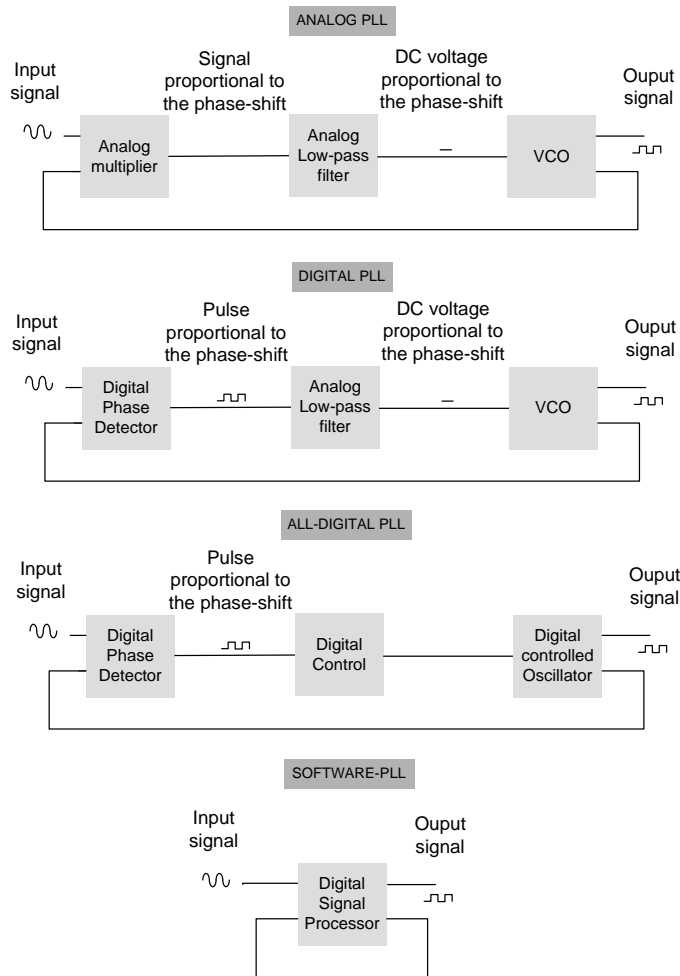 ANALOG PLL
Input
signal
Signal
proportional to
the phase-shift
DC voltage
proportional to
the phase-shift
Ouput
signal
Analog
multiplier
Analog
Low-pass
filter
VCO
DIGITAL PLL
Input
signal
Pulse
proportional to
the phase-shift
DC voltage
proportional to
the phase-shift
Ouput
signal
Digital
Phase
Detector
Analog
Low-pass
filter
VCO
ALL-DIGITAL PLL
Input
signal
Pulse
proportional to
the phase-shift
Ouput
signal
Digital
Phase
Detector
Digital
Control
Digital
controlled
Oscillator
SOFTWARE-PLL
Input
signal
Ouput
signal
Digital
Signal
Processor